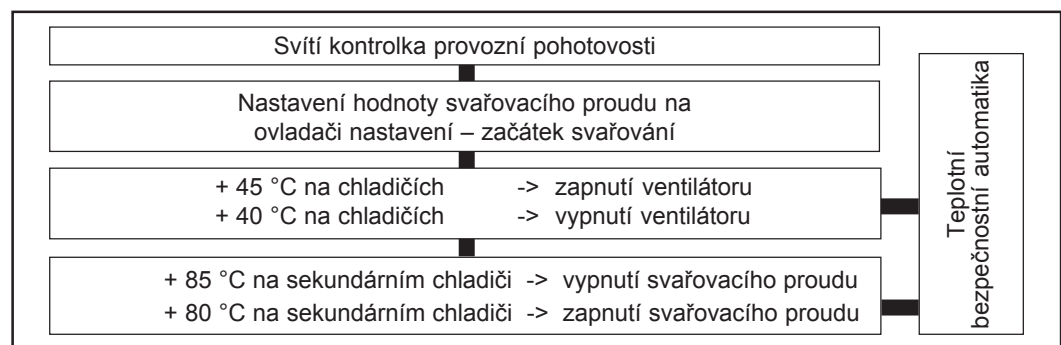 Svítí kontrolka provozní pohotovosti
Nastavení hodnoty svařovacího proudu na
ovladači nastavení – začátek svařování
+ 45 °C na chladičích -> zapnutí ventilátoru
+ 40 °C na chladičích -> vypnutí ventilátoru
+ 85 °C na sekundárním chladiči -> vypnutí svařovacího proudu
+ 80 °C na sekundárním chladiči -> zapnutí svařovacího proudu
Teplotní
bezpečnostní automatika